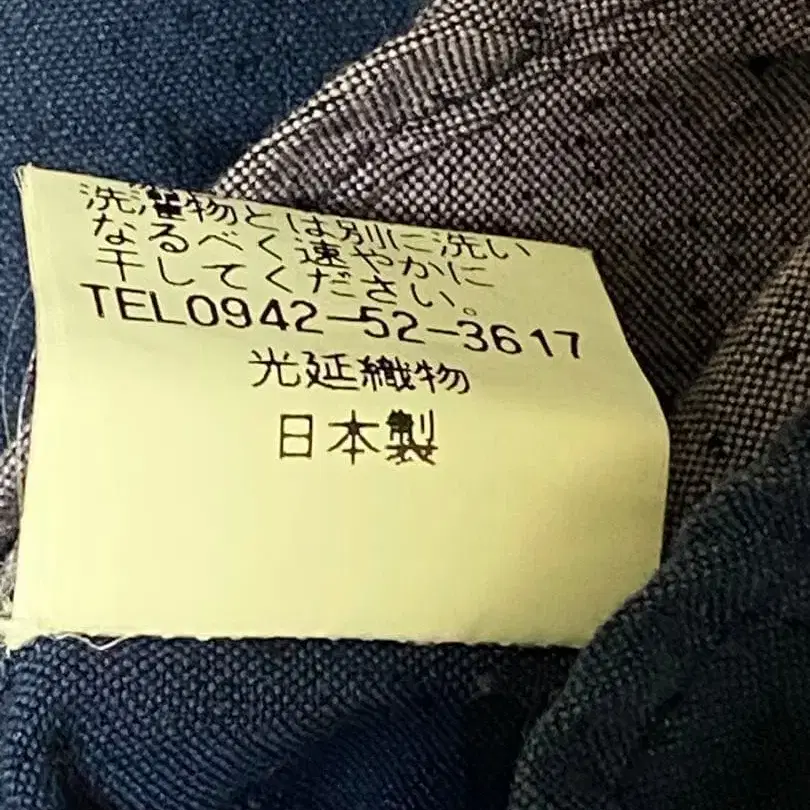 洗濯物とは別に洗い
なるべく速やかに
干してください。
TEL0942-52-3617
光延織物
日本製